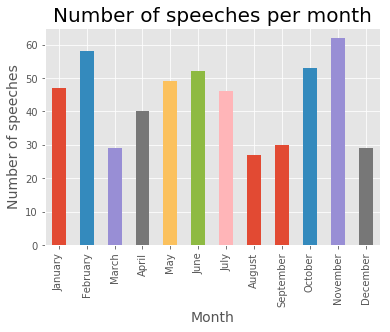 Number of speeches per month
Number of speeches
60
50
40
30
20
10
0
January
February
March
April
May
June
July
August
September
October
November
December
Month